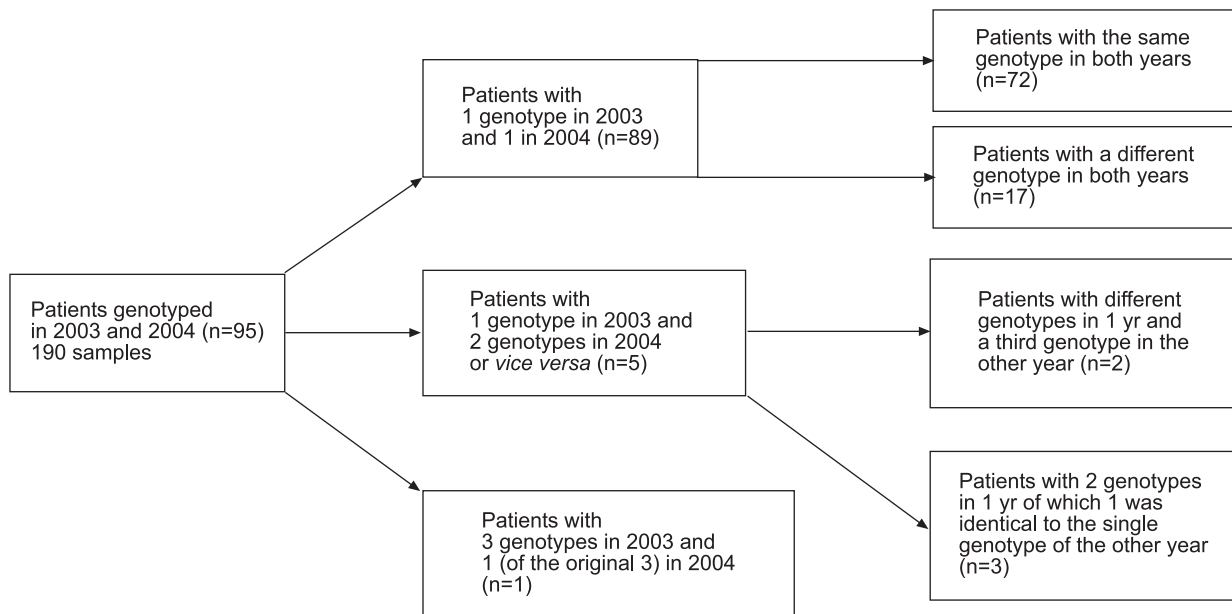 Patients genotyped
in 2003 and 2004 (n=95)
190 samples
Patients with
1 genotype in 2003
and 1 in 2004 (n=89)
Patients with the same
genotype in both years
(n=72)
Patients with a different
genotype in both years
(n=17)
Patients with
1 genotype in 2003 and
2 genotypes in 2004
or vice versa (n=5)
Patients with different
genotypes in 1 yr and
a third genotype in the
other year (n=2)
Patients with 2 genotypes
in 1 yr of which 1 was
identical to the single
genotype of the other year
(n=3)
Patients with
3 genotypes in 2003 and
1 (of the original 3) in 2004
(n=1)